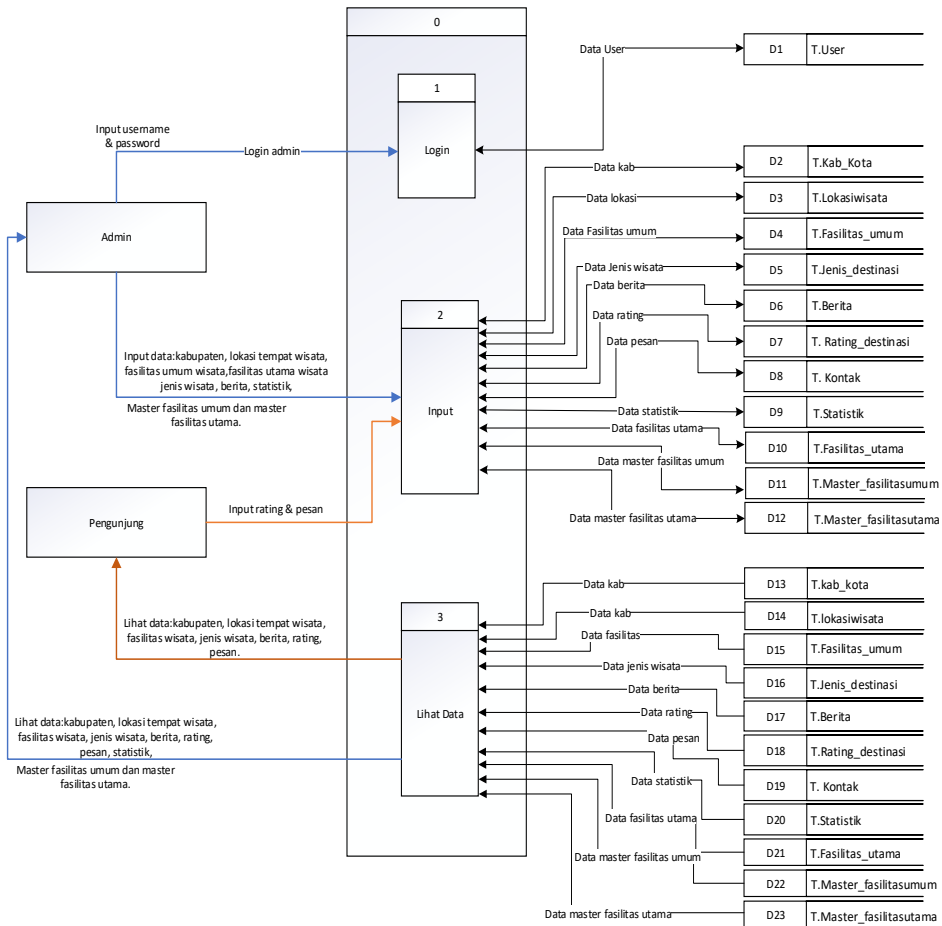 0
1
Login
Data User
D1 T.User
Input username
& password
Login admin
Admin
Data kab
D2 T.Kab_Kota
Data lokasi
D3 T.Lokasiwisata
Data Fasilitas umum
D4 T.Fasilitas_umum
Data Jenis wisata
D5 T.Jenis_destinasi
Data berita
D6 T.Berita
Data rating
D7 T. Rating_destinasi
Data pesan
D8 T. Kontak
Data statistik
D9 T.Statistik
Data fasilitas utama
D10 T.Fasilitas_utama
Data master fasilitas umum
D11 T.Master_fasilitasumum
Data master fasilitas utama
D12 T.Master_fasilitasutama
2
Input
Input data:kabupaten, lokasi tempat wisata,
fasilitas umum wisata,fasilitas utama wisata
jenis wisata, berita, statistik,
Master fasilitas umum dan master
fasilitas utama.
Pengunjung
Input rating & pesan
3
Lihat Data
Lihat data:kabupaten, lokasi tempat wisata,
fasilitas wisata, jenis wisata, berita, rating,
pesan.
Lihat data:kabupaten, lokasi tempat wisata,
fasilitas wisata, jenis wisata, berita, rating,
pesan, statistik,
Master fasilitas umum dan master
fasilitas utama.
Data kab
D13 T.kab_kota
Data kab
D14 T.lokasiwisata
Data fasilitas
D15 T.Fasilitas_umum
Data jenis wisata
D16 T.Jenis_destinasi
Data berita
D17 T.Berita
Data rating
D18 T.Rating_destinasi
Data pesan
D19 T. Kontak
Data statistik
D20 T.Statistik
Data fasilitas utama
D21 T.Fasilitas_utama
Data master fasilitas umum
D22 T.Master_fasilitasumum
Data master fasilitas utama
D23 T.Master_fasilitasutama